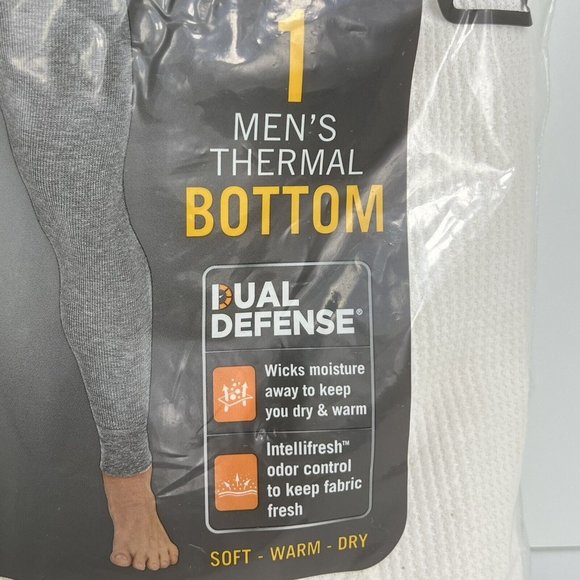 1
MEN'S
THERMAL
BOTTOM
DUAL
DEFENSE®
Wicks moisture
away to keep
you dry & warm
Intellifresh™
odor control
to keep fabric
fresh
SOFT - WARM - DRY